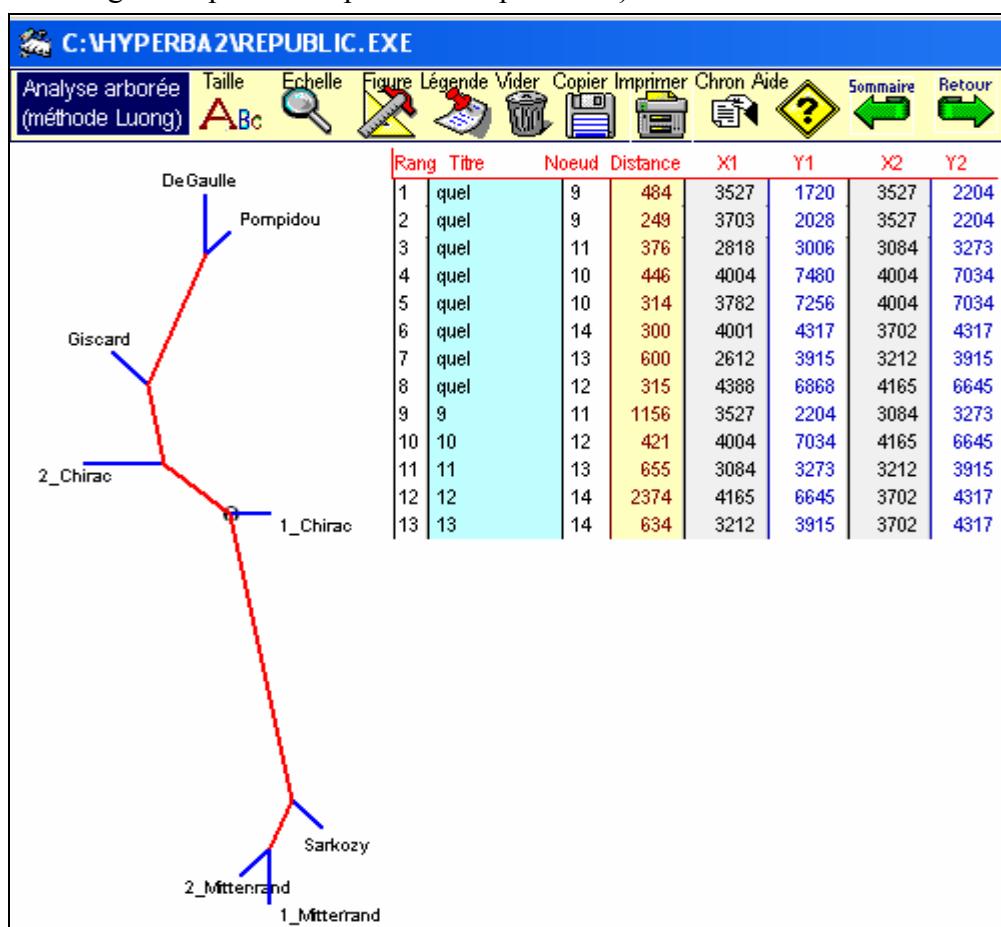 C:\HYPERBA2\REPUBLIC.EXE
Analyse arborée
(méthode Luong)
Taille Echelle Figure Légende Vider Copier Imprimer Chron Aide Sommaire Retour
ABc ?
Rang Titre Noeud Distance X1 Y1 X2 Y2
1 quel 9 484 3527 1720 3527 2204
2 quel 9 249 3703 2028 3527 2204
3 quel 11 376 2818 3006 3084 3273
4 quel 10 446 4004 7480 4004 7034
5 quel 10 314 3782 7256 4004 7034
6 quel 14 300 4001 4317 3702 4317
7 quel 13 600 2612 3915 3212 3915
8 quel 12 315 4388 6868 4165 6645
9 9 11 1156 3527 2204 3084 3273
10 10 12 421 4004 7034 4165 6645
11 11 13 655 3084 3273 3212 3915
12 12 14 2374 4165 6645 3702 4317
13 13 14 634 3212 3915 3702 4317
DeGaulle
Pompidou
Giscard
2_Chirac
1_Chirac
Sarkozy
2_Mitterrand
1_Mitterrand